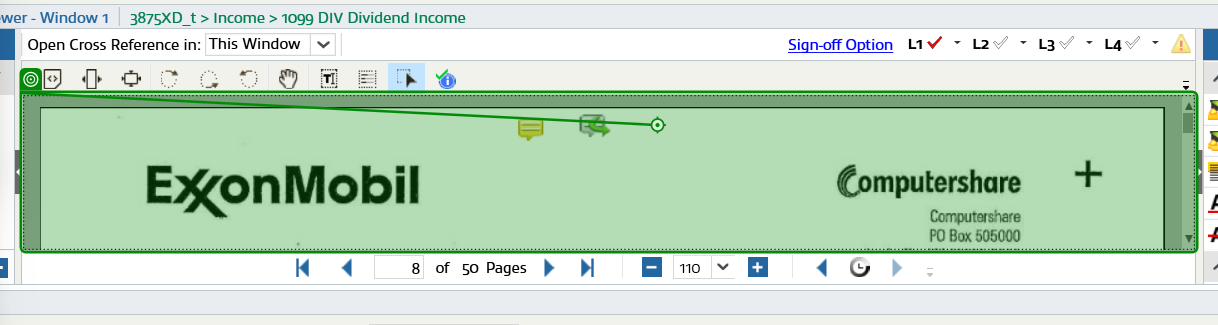 wer - Window 1 3875XD_t > Income > 1099 DIV Dividend Income
Open Cross Reference in: This Window Sign-off Option L1 L2 L3 L4
ExxonMobil
Computershare
Computershare
PO Box 505000
8 of 50 Pages 110